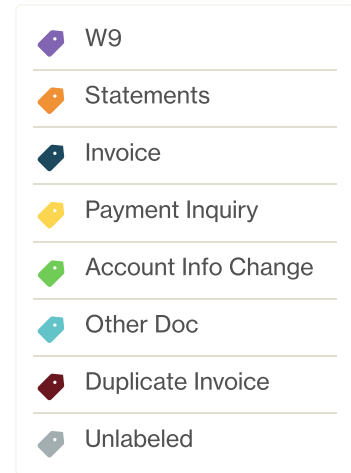 W9
Statements
Invoice
Payment Inquiry
Account Info Change
Other Doc
Duplicate Invoice
Unlabeled